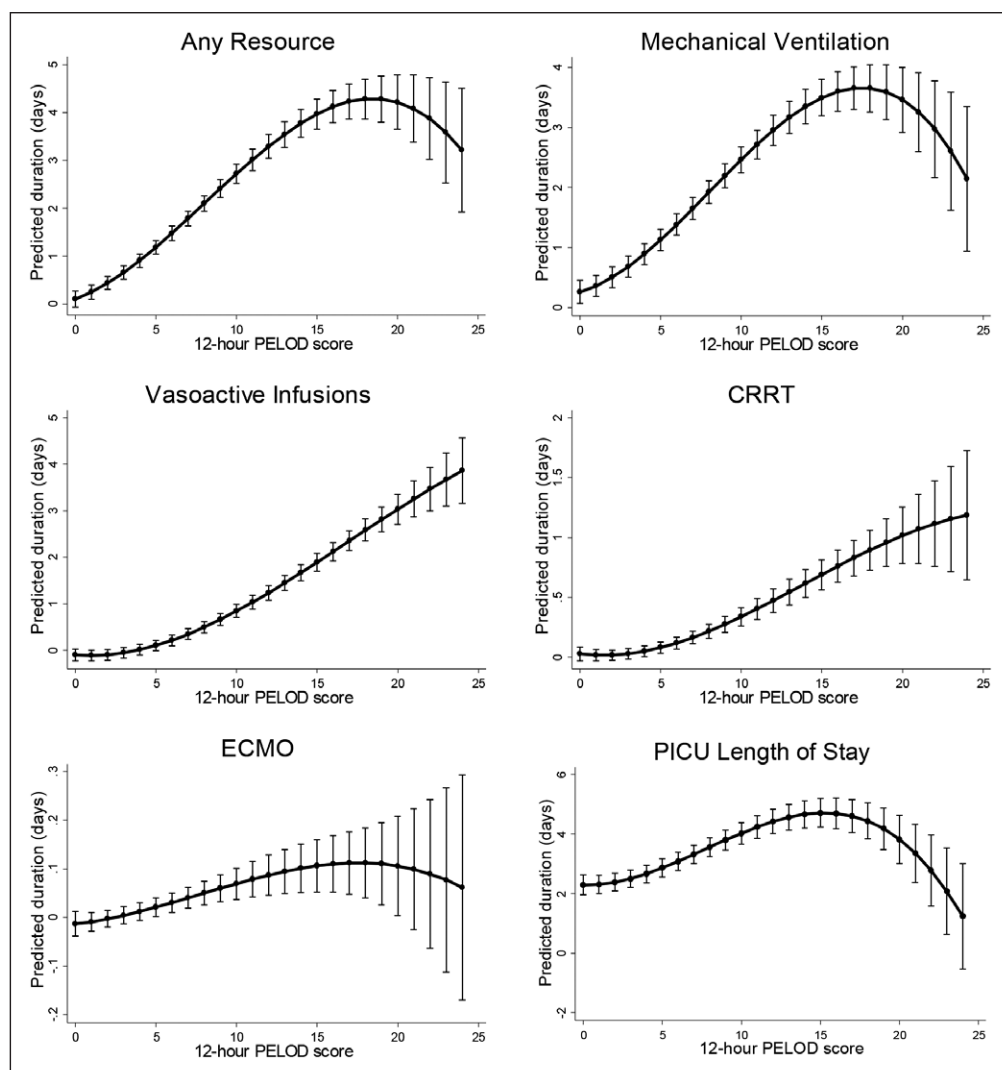 Any Resource
Predicted duration (days)
5
4
3
2
1
0
0 5 10 15 20 25
12-hour PELOD score
Mechanical Ventilation
Predicted duration (days)
4
3
2
1
0
0 5 10 15 20 25
12-hour PELOD score
Vasoactive Infusions
Predicted duration (days)
5
4
3
2
1
0
0 5 10 15 20 25
12-hour PELOD score
CRRT
Predicted duration (days)
2
1.5
1
.5
0
0 5 10 15 20 25
12-hour PELOD score
ECMO
Predicted duration (days)
.3
.2
.1
0
-.1
-.2
0 5 10 15 20 25
12-hour PELOD score
PICU Length of Stay
Predicted duration (days)
6
4
2
0
-2
0 5 10 15 20 25
12-hour PELOD score